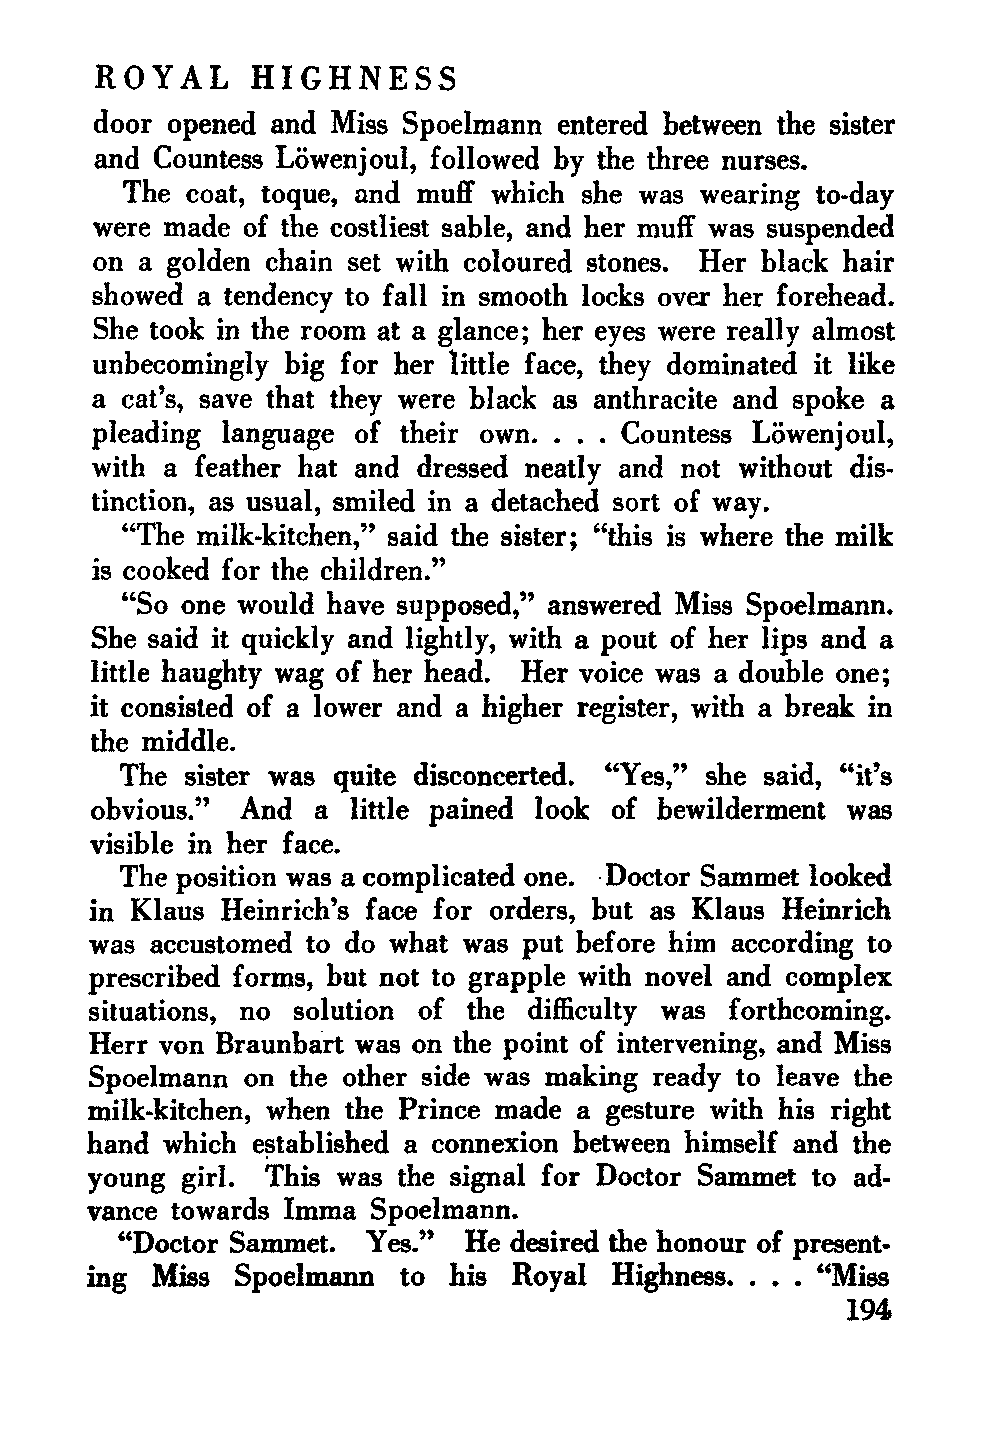 ROYAL HIGHNESS
door opened and Miss Spoelmann entered between the sister
and Countess Löwenjoul, followed by the three nurses.
The coat, toque, and muff which she was wearing to-day
were made of the costliest sable, and her muff was suspended
on a golden chain set with coloured stones. Her black hair
showed a tendency to fall in smooth locks over her forehead.
She took in the room at a glance; her eyes were really almost
unbecomingly big for her little face, they dominated it like
a cat's, save that they were black as anthracite and spoke a
pleading language of their own. . . . Countess Löwenjoul,
with a feather hat and dressed neatly and not without dis-
tinction, as usual, smiled in a detached sort of way.
“The milk-kitchen,” said the sister; “this is where the milk
is cooked for the children.”
“So one would have supposed,” answered Miss Spoelmann.
She said it quickly and lightly, with a pout of her lips and a
little haughty wag of her head. Her voice was a double one;
it consisted of a lower and a higher register, with a break in
the middle.
The sister was quite disconcerted. “Yes,” she said, “it's
obvious.” And a little pained look of bewilderment was
visible in her face.
The position was a complicated one. Doctor Sammet looked
in Klaus Heinrich's face for orders, but as Klaus Heinrich
was accustomed to do what was put before him according to
prescribed forms, but not to grapple with novel and complex
situations, no solution of the difficulty was forthcoming.
Herr von Braunbart was on the point of intervening, and Miss
Spoelmann on the other side was making ready to leave the
milk-kitchen, when the Prince made a gesture with his right
hand which established a connexion between himself and the
young girl. This was the signal for Doctor Sammet to ad-
vance towards Imma Spoelmann.
“Doctor Sammet. Yes.” He desired the honour of present-
ing Miss Spoelmann to his Royal Highness. . . . “Miss
194